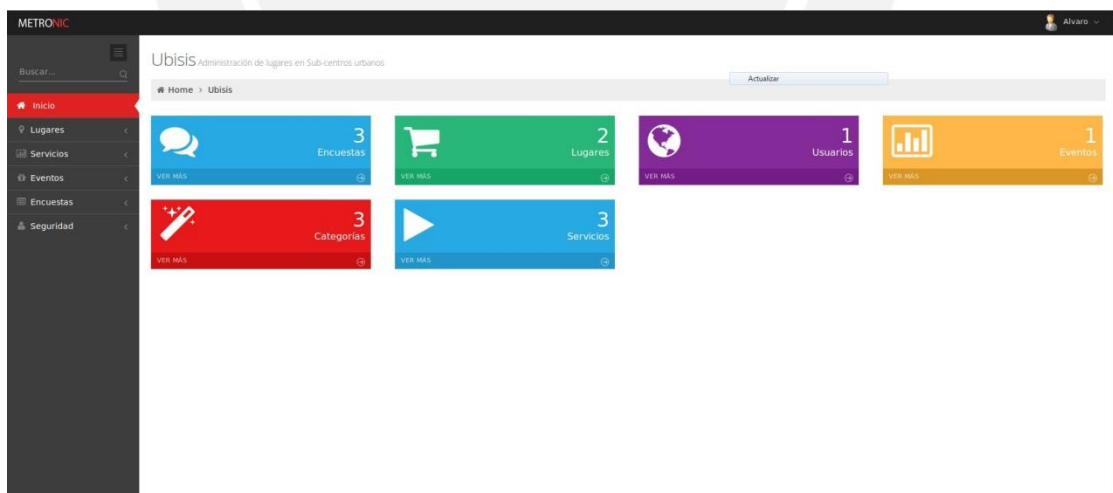 METRONIC
Alvaro
Buscar...
Inicio
Lugares
Servicios
Eventos
Encuestas
Seguridad
Ubisis Administración de lugares en Sub-centros urbanos
Actualizar
Home > Ubisis
3
Encuestas
VER MÁS
2
Lugares
VER MÁS
1
Usuarios
VER MÁS
1
Eventos
VER MÁS
3
Categorías
VER MÁS
3
Servicios
VER MÁS